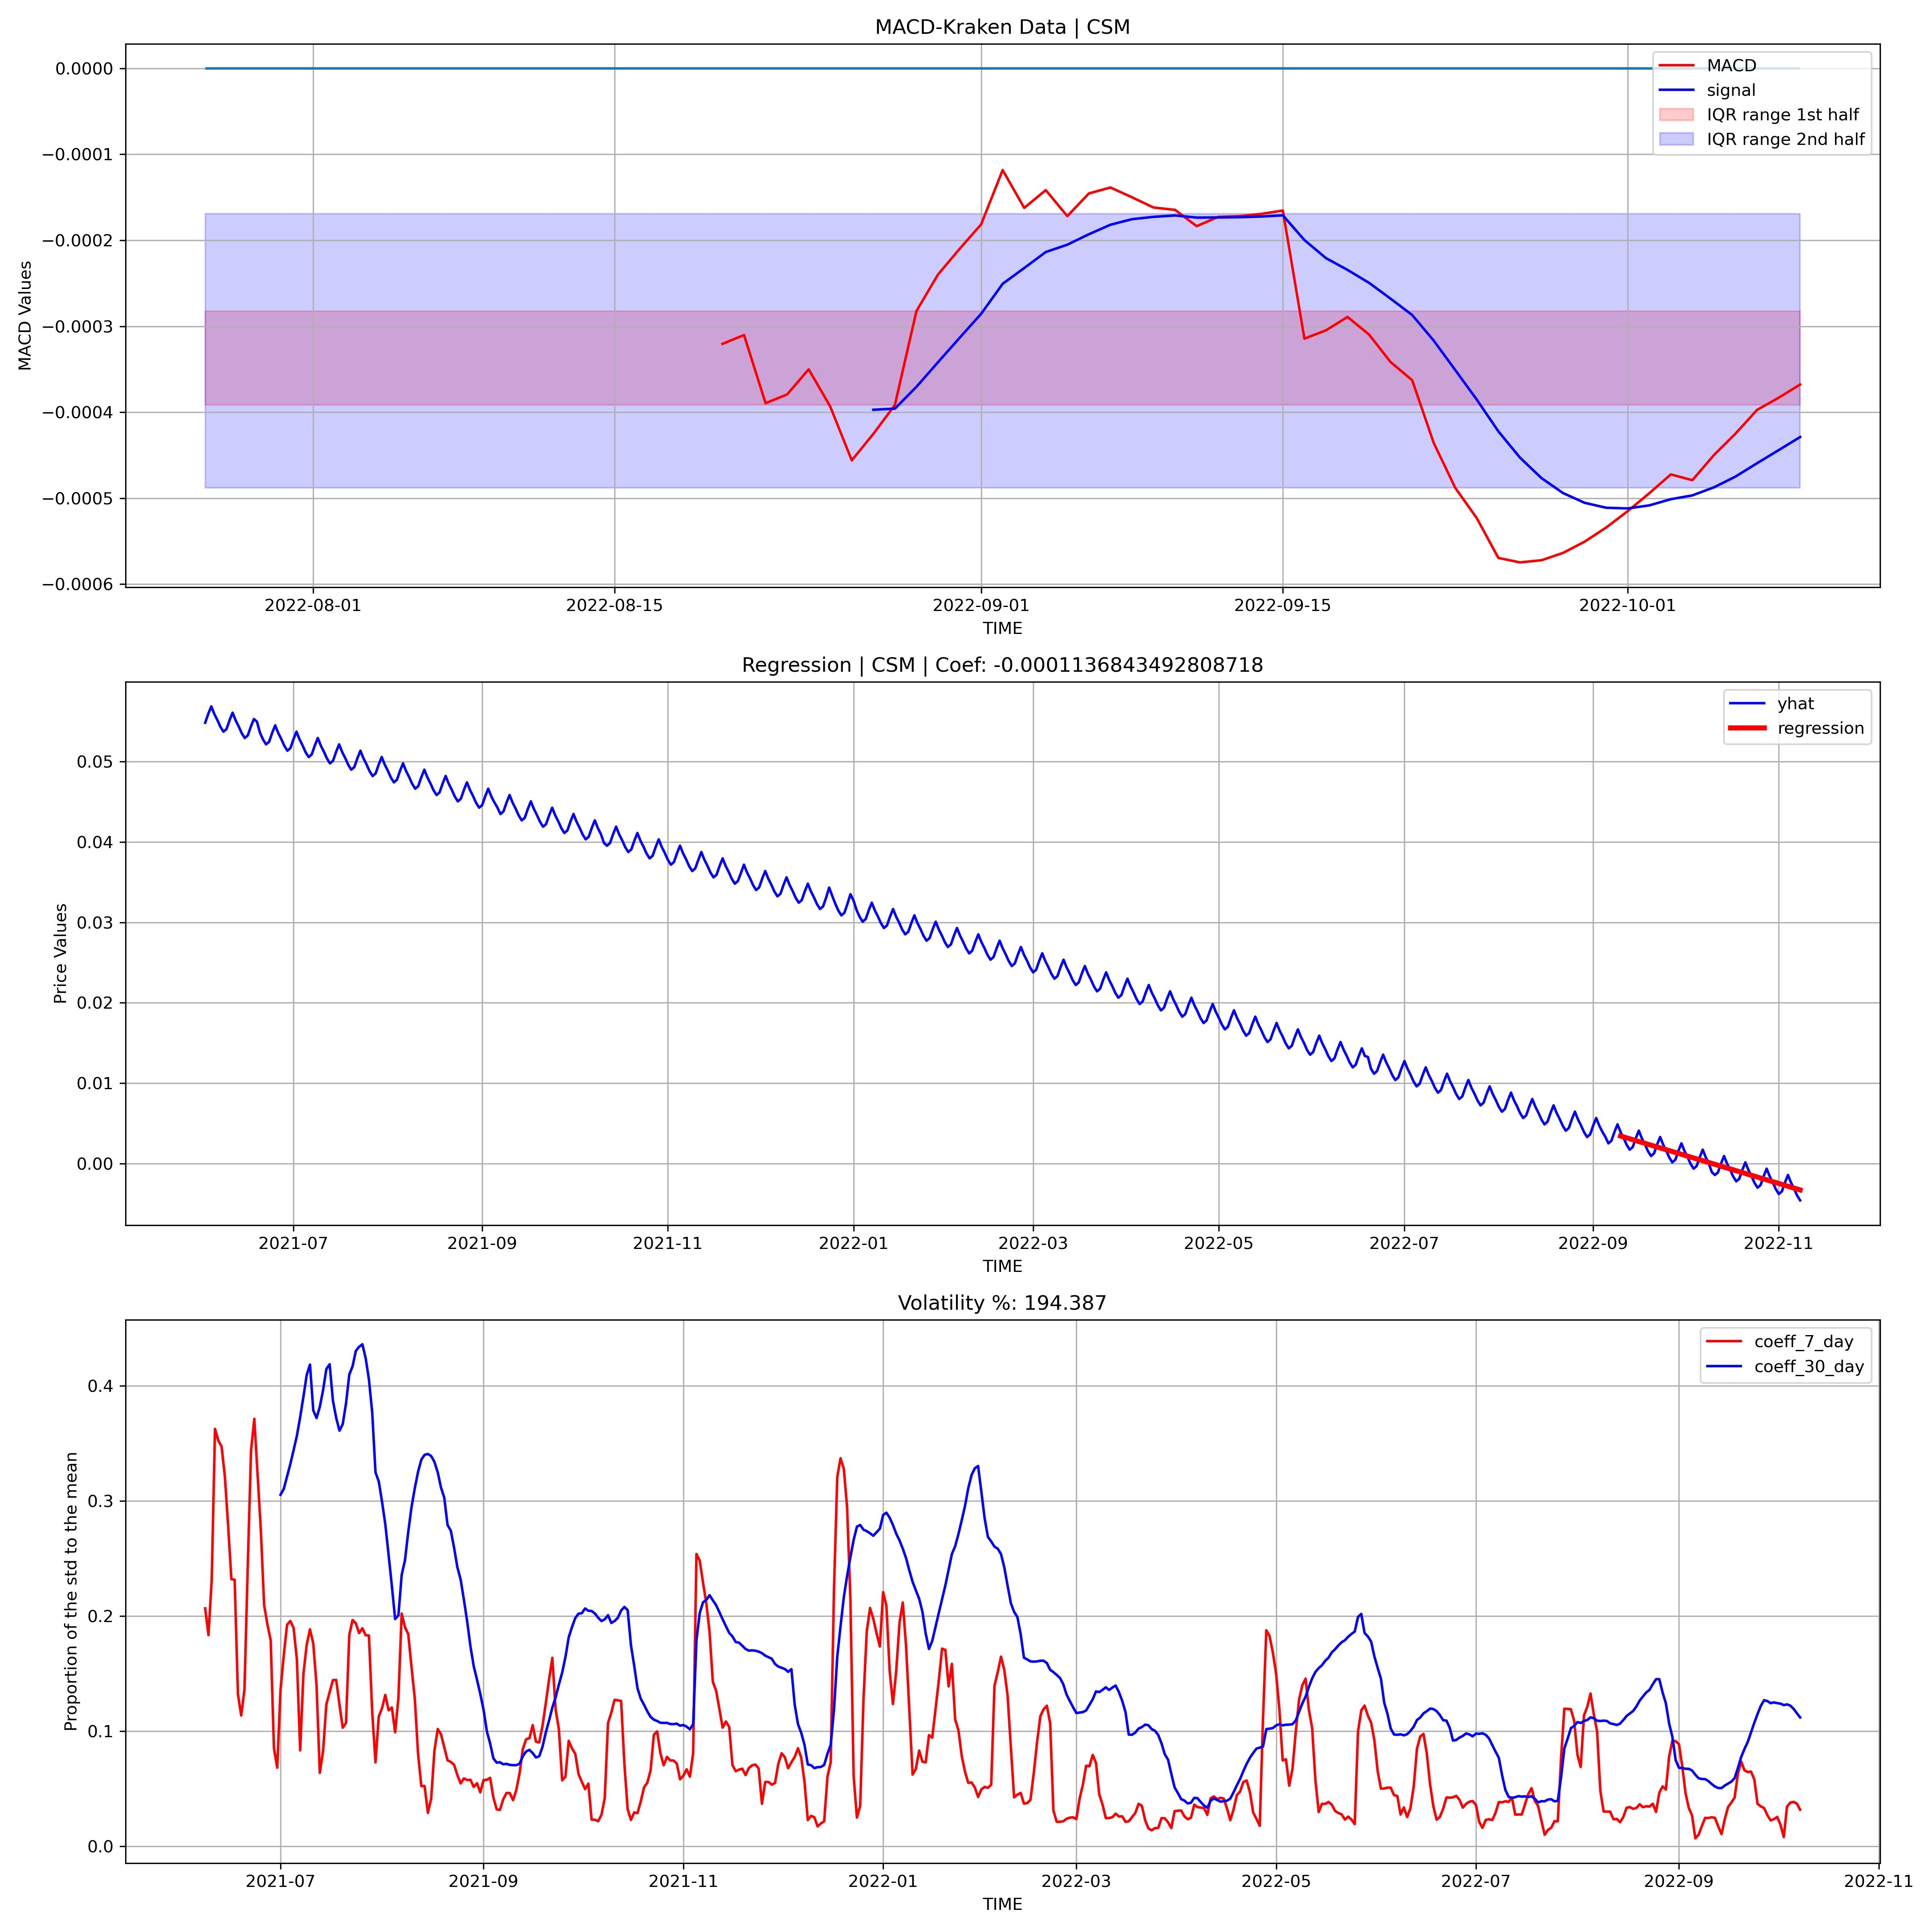 MACD-Kraken Data | CSM
MACD Values
0.0000
−0.0001
−0.0002
−0.0003
−0.0004
−0.0005
−0.0006
MACD
signal
IQR range 1st half
IQR range 2nd half
2022-08-01 2022-08-15 2022-09-01 2022-09-15 2022-10-01
TIME
Regression | CSM | Coef: -0.0001136843492808718
Price Values
0.05
0.04
0.03
0.02
0.01
0.00
yhat
regression
2021-07 2021-09 2021-11 2022-01 2022-03 2022-05 2022-07 2022-09 2022-11
TIME
Volatility %: 194.387
Proportion of the std to the mean
0.4
0.3
0.2
0.1
0.0
coeff_7_day
coeff_30_day
2021-07 2021-09 2021-11 2022-01 2022-03 2022-05 2022-07 2022-09 2022-11
TIME